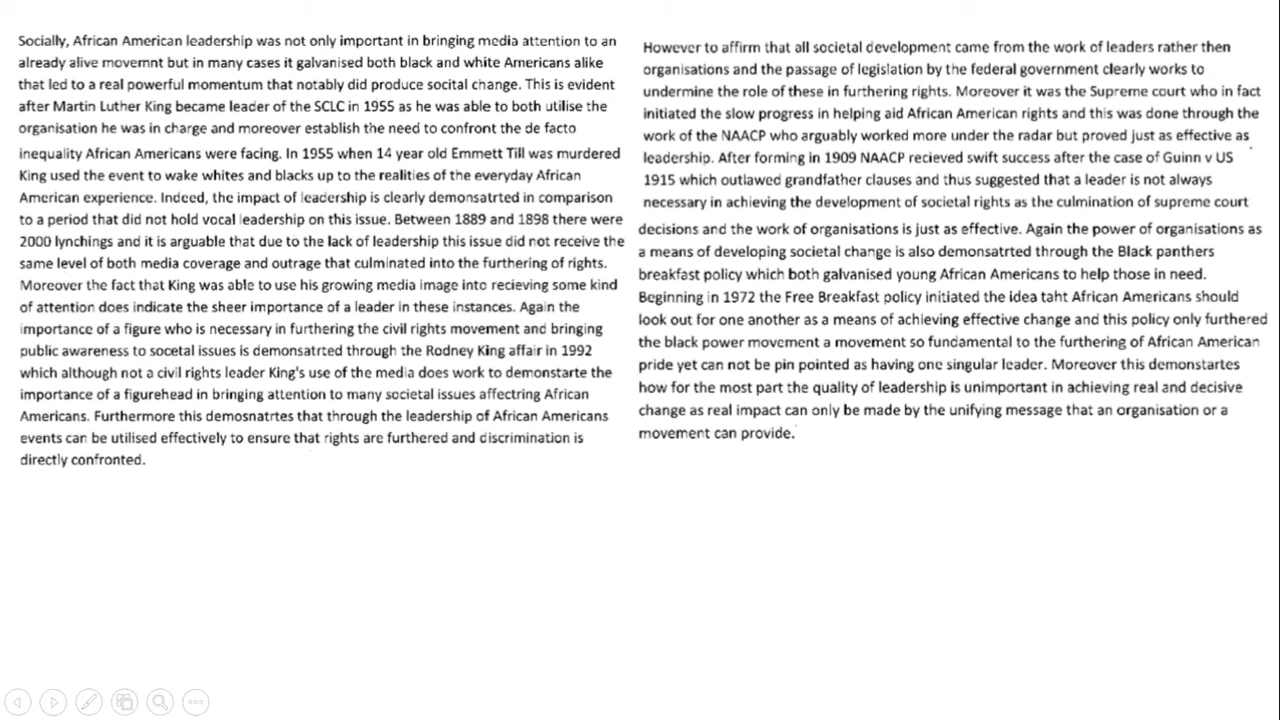 Socially, African American leadership was not only important in bringing media attention to an
already alive movemnt but in many cases it galvanised both black and white Americans alike
that led to a real powerful momentum that notably did produce socital change. This is evident
after Martin Luther King became leader of the SCLC in 1955 as he was able to both utilise the
organisation he was in charge and moreover establish the need to confront the de facto
inequality African Americans were facing. In 1955 when 14 year old Emmett Till was murdered
King used the event to wake whites and blacks up to the realities of the everyday African
American experience. Indeed, the impact of leadership is clearly demonsatrted in comparison
to a period that did not hold vocal leadership on this issue. Between 1889 and 1898 there were
2000 lynchings and it is arguable that due to the lack of leadership this issue did not receive the
same level of both media coverage and outrage that culminated into the furthering of rights.
Moreover the fact that King was able to use his growing media image into recieving some kind
of attention does indicate the sheer importance of a leader in these instances. Again the
importance of a figure who is necessary in furthering the civil rights movement and bringing
public awareness to socetal issues is demonsatrted through the Rodney King affair in 1992
which although not a civil rights leader King's use of the media does work to demonstarte the
importance of a figurehead in bringing attention to many societal issues affectring African
Americans. Furthermore this demosnatrtes that through the leadership of African Americans
events can be utilised effectively to ensure that rights are furthered and discrimination is
directly confronted.
However to affirm that all societal development came from the work of leaders rather then
organisations and the passage of legislation by the federal government clearly works to
undermine the role of these in furthering rights. Moreover it was the Supreme court who in fact
initiated the slow progress in helping aid African American rights and this was done through the
work of the NAACP who arguably worked more under the radar but proved just as effective as
leadership. After forming in 1909 NAACP recieved swift success after the case of Guinn v US
1915 which outlawed grandfather clauses and thus suggested that a leader is not always
necessary in achieving the development of societal rights as the culmination of supreme court
decisions and the work of organisations is just as effective. Again the power of organisations as
a means of developing societal change is also demonsatrted through the Black panthers
breakfast policy which both galvanised young African Americans to help those in need.
Beginning in 1972 the Free Breakfast policy initiated the idea taht African Americans should
look out for one another as a means of achieving effective change and this policy only furthered
the black power movement a movement so fundamental to the furthering of African American
pride yet can not be pin pointed as having one singular leader. Moreover this demonstartes
how for the most part the quality of leadership is unimportant in achieving real and decisive
change as real impact can only be made by the unifying message that an organisation or a
movement can provide.